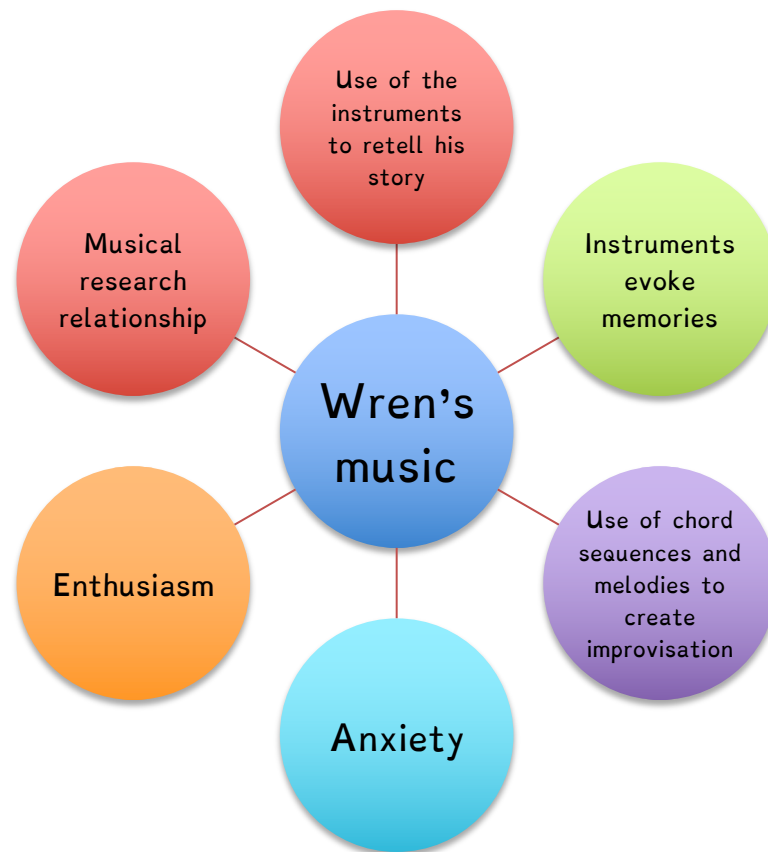 Use of the
instruments
to retell his
story
Musical
research
relationship
Instruments
evoke
memories
Wren's
music
Enthusiasm
Use of chord
sequences and
melodies to
create
improvisation
Anxiety